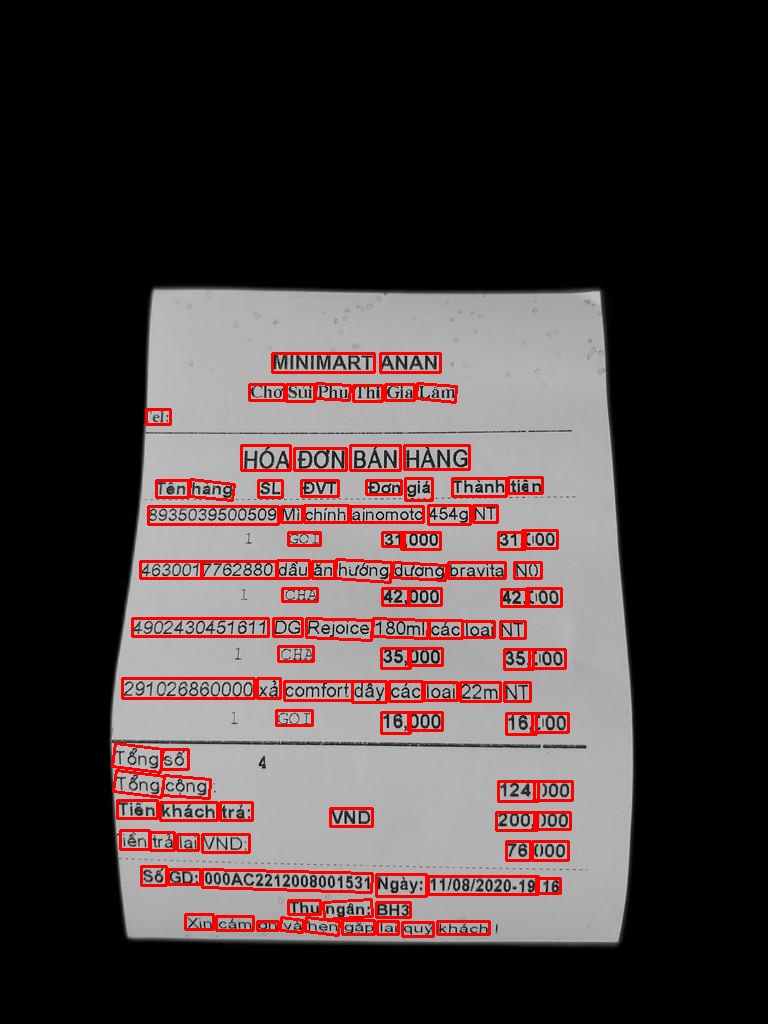 MINIMART ANAN
Chợ Sủi Phú Thị Gia Lâm
el:
HÓA ĐƠN BÁN HÀNG
Tên hàng SL ĐVT Đơn giá Thành tiền
8935039500509 Mì chính ainomoto 454g NT
1 GOI 31,000 31,000
4630017762880 dầu ăn hướng dương bravita N0
1 CHA 42,000 42,000
4902430451611 DG Rejoice 180ml các loại NT
1 CHA 35,000 35,000
291026860000 xả comfort dây các loại 22m NT
1 GOI 16,000 16,000
Tổng số 4
Tổng cộng: 124,000
Tiền khách trả: VND 200,000
Tiền trả lại VND: 76,000
Số GD: 000AC2212008001531 Ngày: 11/08/2020-19:16
Thu ngân: BH3
Xin cám ơn và hẹn gặp lại quý khách !